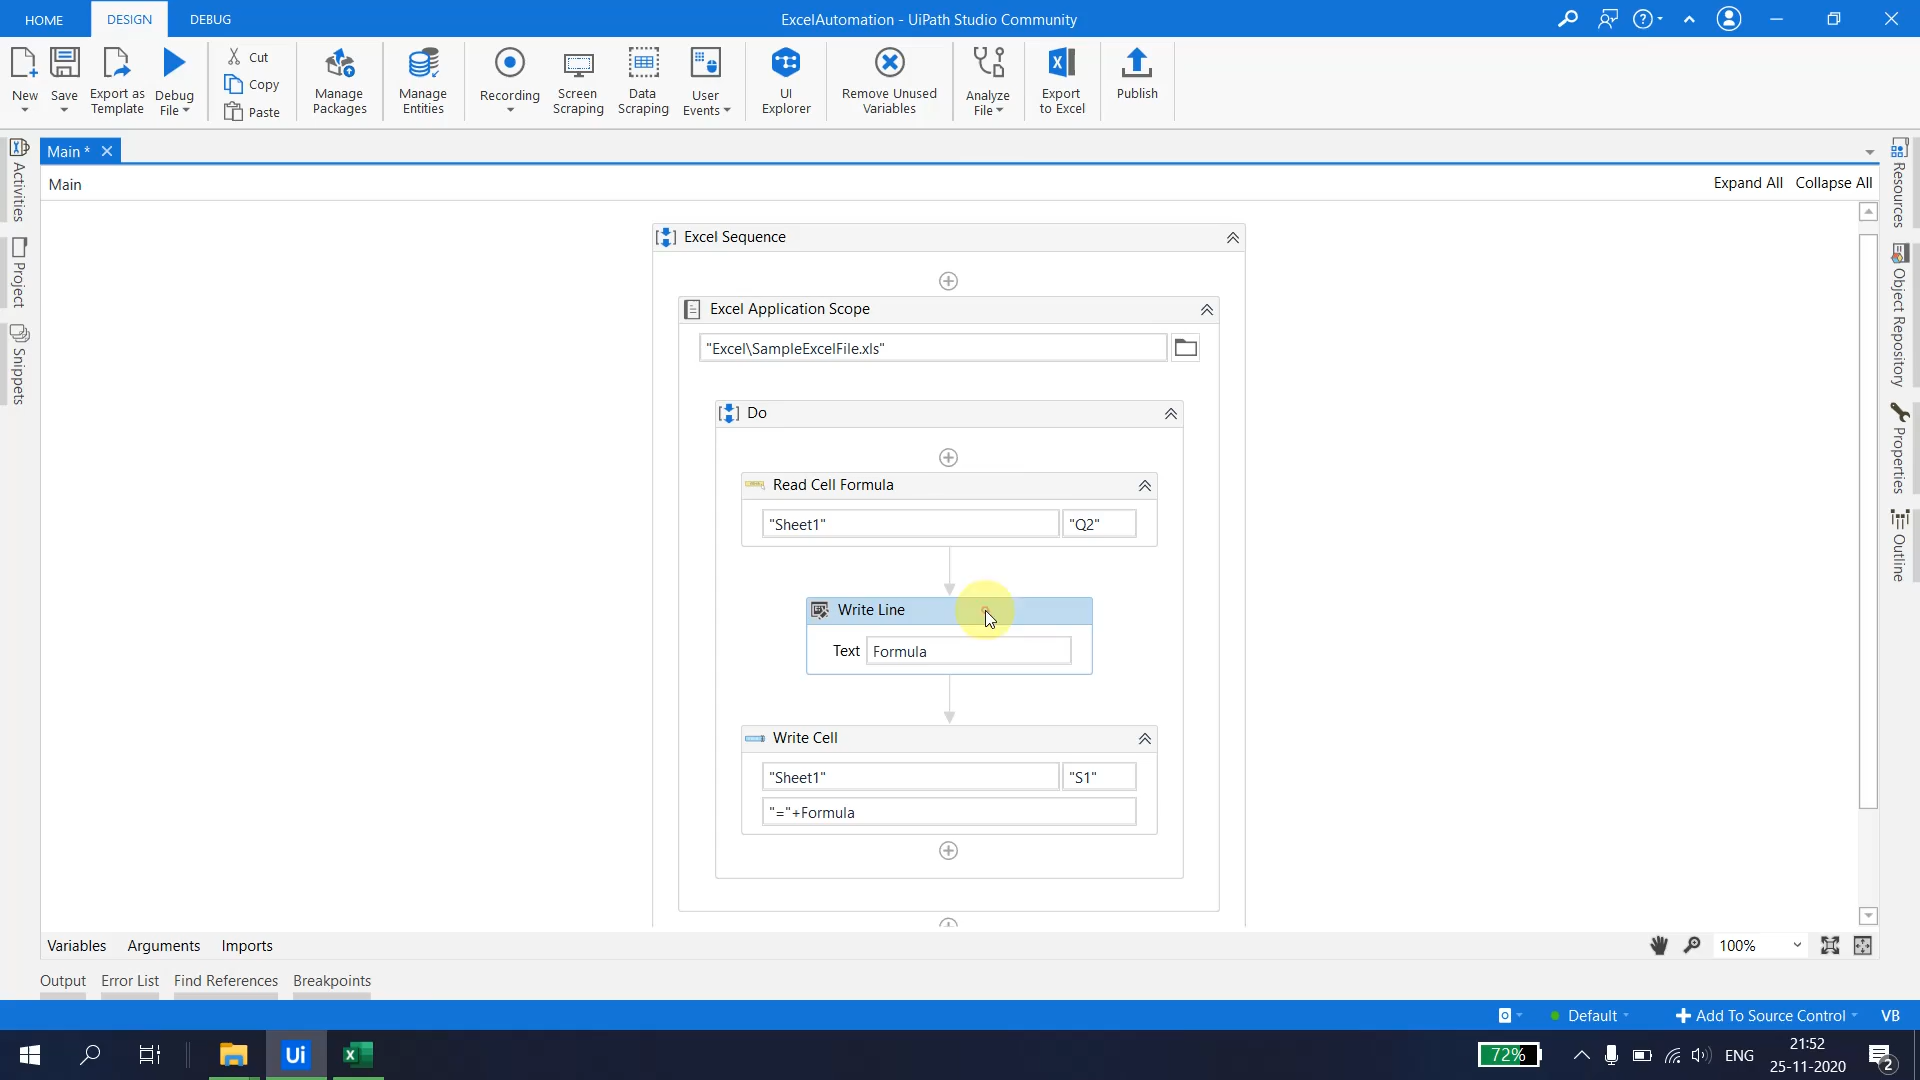 HOME DESIGN DEBUG ExcelAutomation - UiPath Studio Community
New Save Export as Template Debug File Cut Copy Paste Manage Packages Manage Entities Recording Screen Scraping Data Scraping User Events UI Explorer Remove Unused Variables Analyze File Export to Excel Publish
Main *
Main Expand All Collapse All
Activities
Project
Snippets
Resources
Object Repository
Properties
Outline
Excel Sequence
Excel Application Scope
"Excel\SampleExcelFile.xls"
Do
Read Cell Formula
"Sheet1" "Q2"
Write Line
Text Formula
Write Cell
"Sheet1" "S1"
"="+Formula
Variables Arguments Imports 100%
Output Error List Find References Breakpoints
Default Add To Source Control VB
Ui 72% ENG 21:52
25-11-2020 2